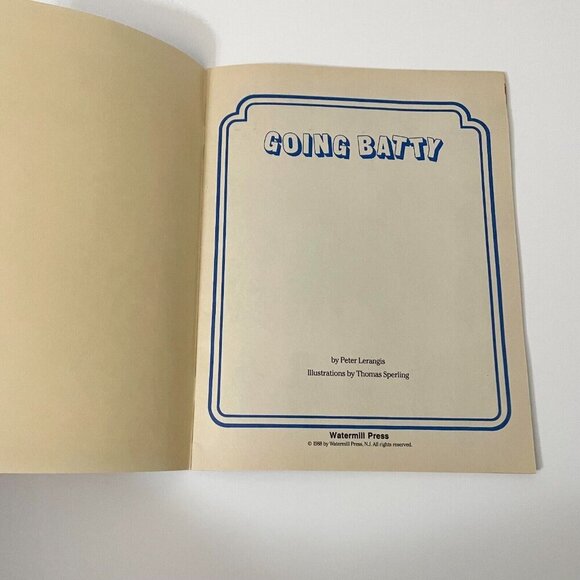 GOING BATTY
by Peter Lerangis
Illustrations by Thomas Sperling
Watermill Press
© 1988 by Watermill Press, N.J. All rights reserved.